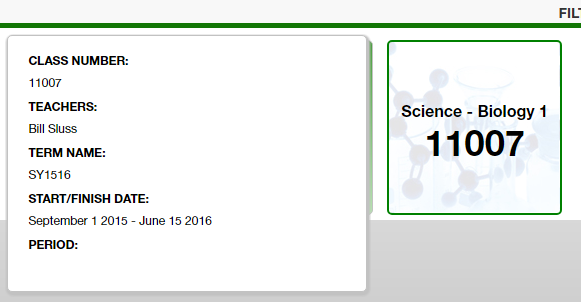 FILT
CLASS NUMBER:
11007
TEACHERS:
Bill Sluss
TERM NAME:
SY1516
START/FINISH DATE:
September 1 2015 - June 15 2016
PERIOD:
Science - Biology 1
11007